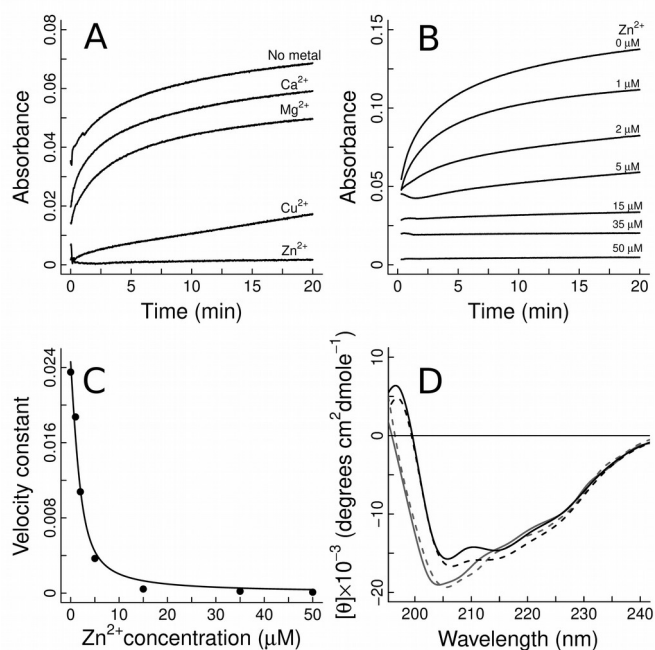 A
Absorbance
0
0.02
0.04
0.06
0.08
No metal
Ca²⁺
Mg²⁺
Cu²⁺
Zn²⁺
0 5 10 15 20
Time (min)
B
Absorbance
0
0.05
0.10
0.15
Zn²⁺
0 μM
1 μM
2 μM
5 μM
15 μM
35 μM
50 μM
0 5 10 15 20
Time (min)
C
Velocity constant
0
0.008
0.016
0.024
0 10 20 30 40 50
Zn²⁺concentration (μM)
D
[θ]×10⁻³ (degrees cm²dmole⁻¹)
-20
-10
0
10
200 210 220 230 240
Wavelength (nm)